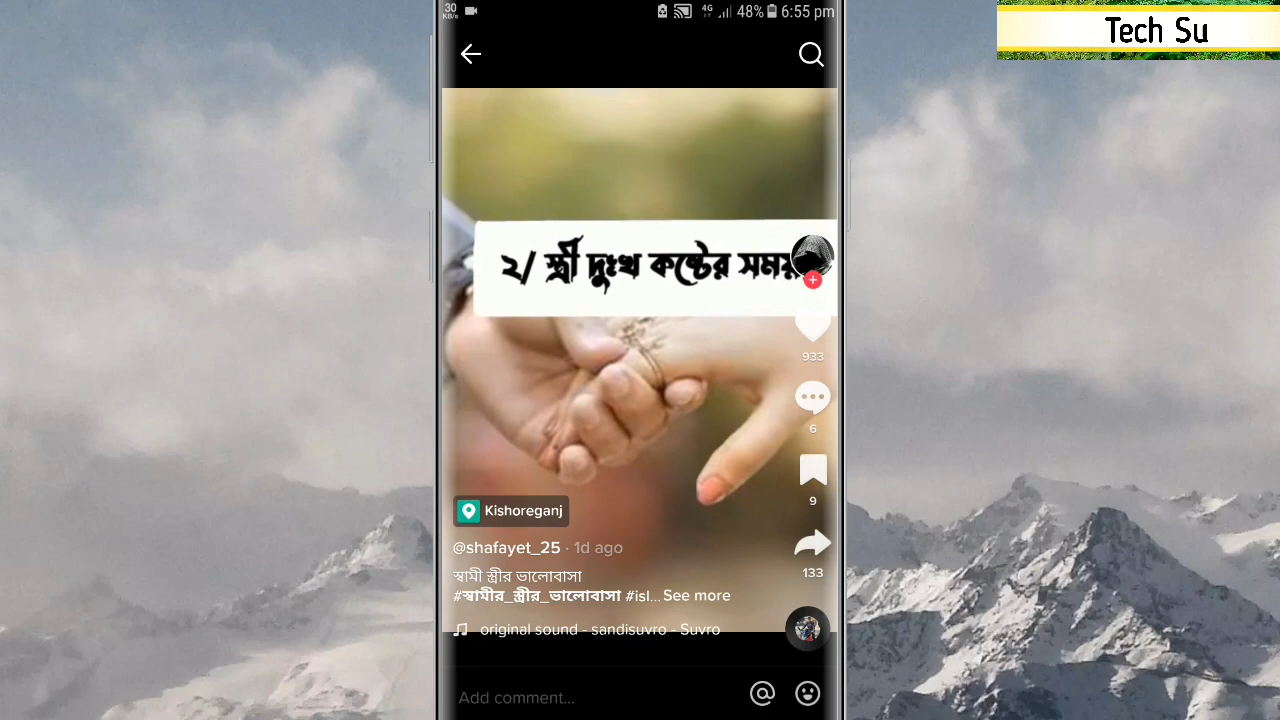 30
KB/s
4G
48%
6:55 pm
Tech Su
২/ স্ত্রী দুঃখ কষ্টের সময়
933
6
9
133
Kishoreganj
@shafayet_25 · 1d ago
স্বামী স্ত্রীর ভালোবাসা
#স্বামীর_স্ত্রীর_ভালোবাসা #isl... See more
original sound - sandisuvro - Suvro
Add comment...